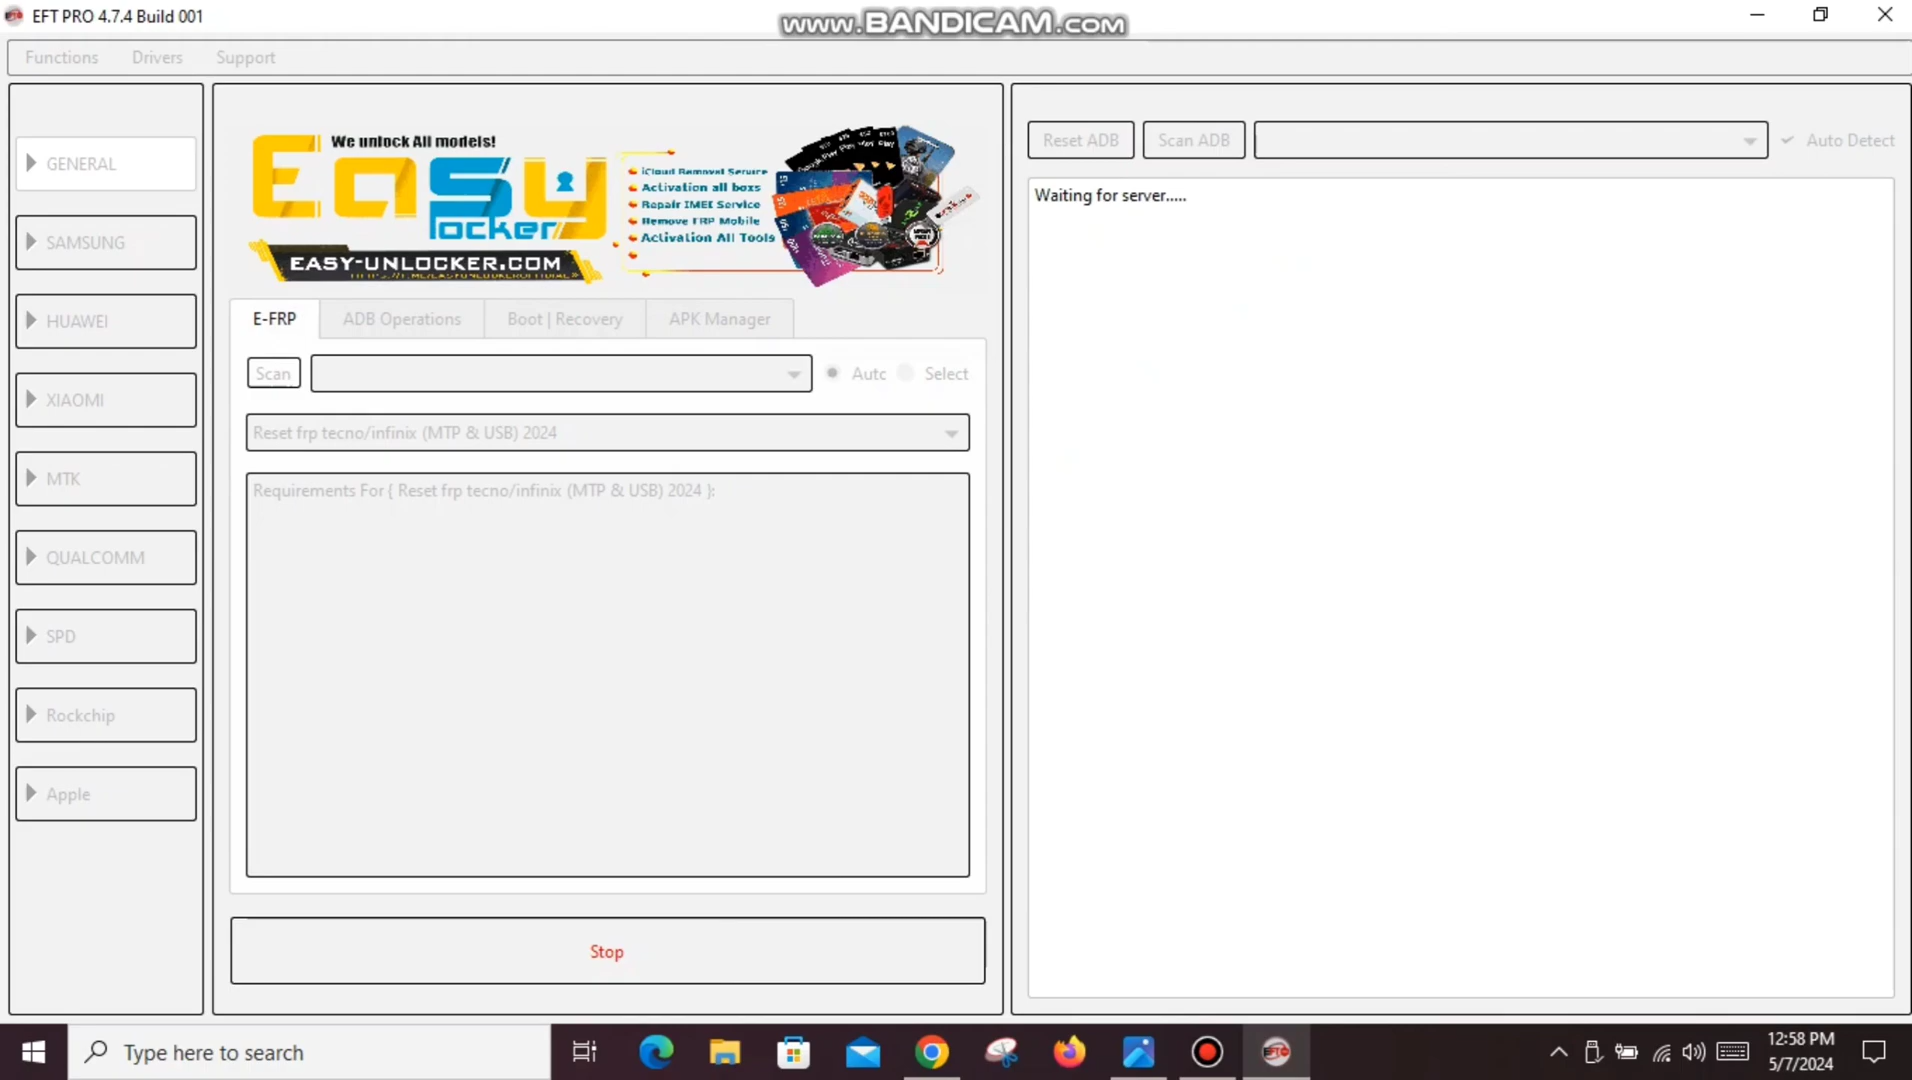 EFT PRO 4.7.4 Build 001
www.BANDICAM.com
Functions Drivers Support
GENERAL
SAMSUNG
HUAWEI
XIAOMI
MTK
QUALCOMM
SPD
Rockchip
Apple
We unlock All models!
Easy
locker
EASY-UNLOCKER.COM
iCloud Removal Service
Activation all boxs
Repair IMEI Service
Remove FRP Mobile
Activation All Tools
E-FRP ADB Operations Boot | Recovery APK Manager
Scan Autc Select
Reset frp tecno/infinix (MTP & USB) 2024
Requirements For { Reset frp tecno/infinix (MTP & USB) 2024 }:
Stop
Reset ADB Scan ADB Auto Detect
Waiting for server.....
Type here to search
EFT
12:58 PM
5/7/2024